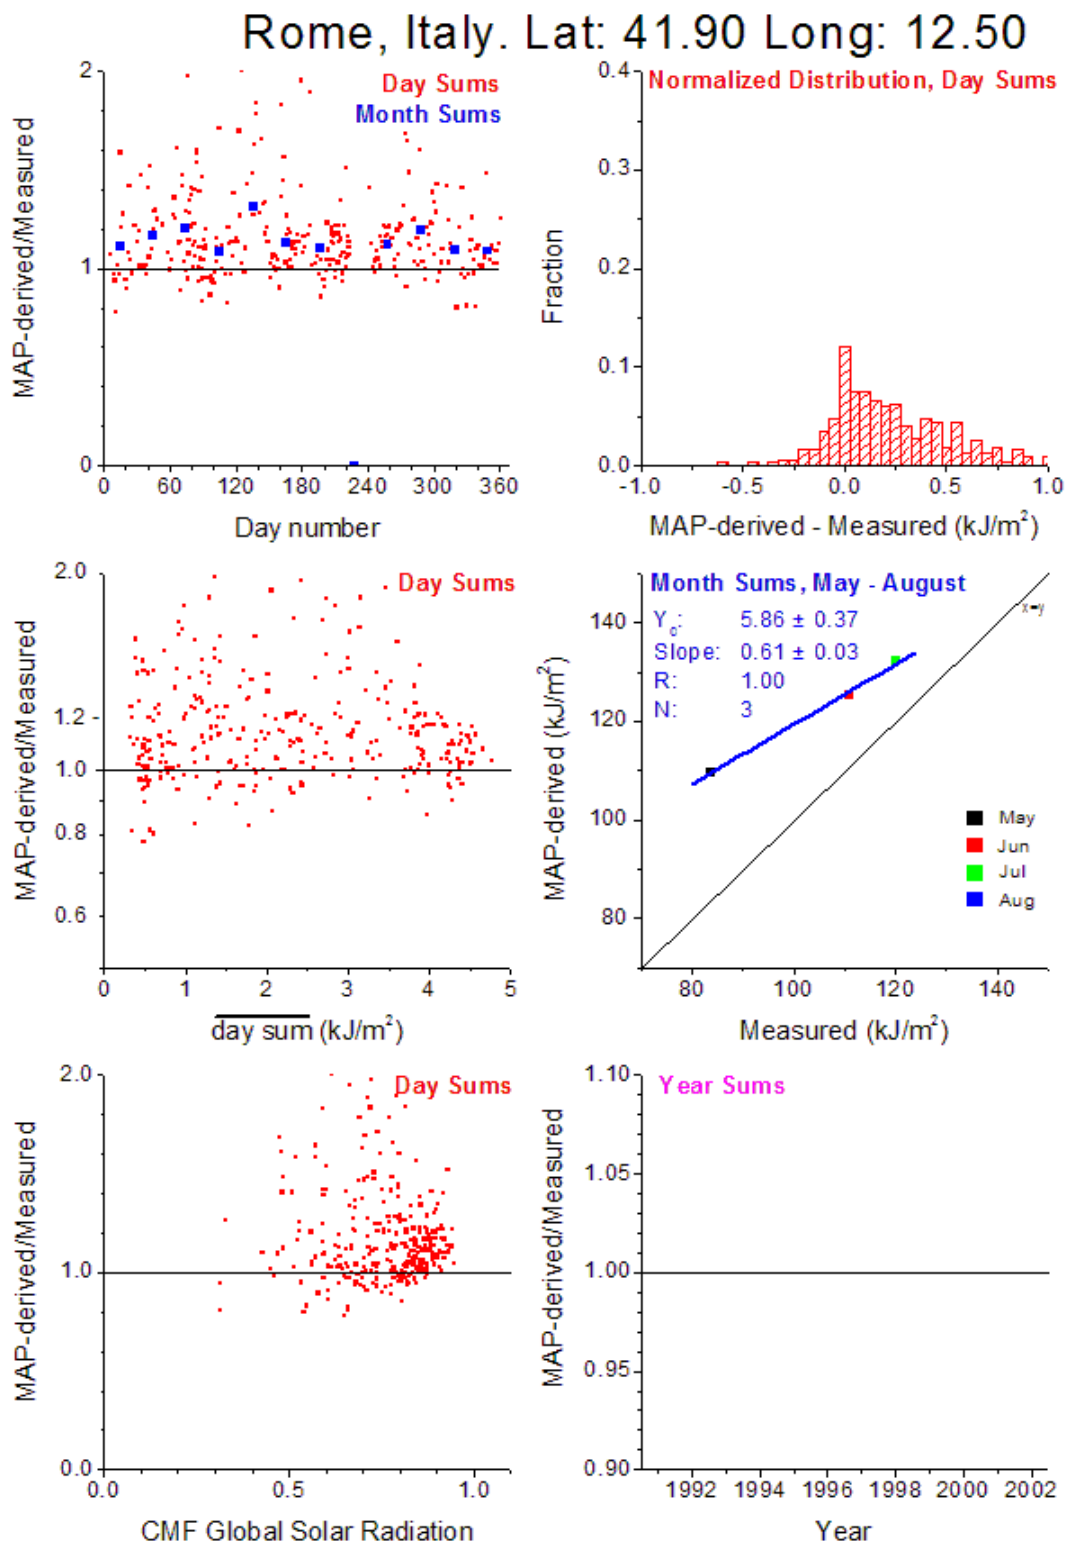 Rome, Italy. Lat: 41.90 Long: 12.50
MAP-derived/Measured
2
1
0
Day Sums
Month Sums
0 60 120 180 240 300 360
Day number
Fraction
0.4
0.3
0.2
0.1
0.0
Normalized Distribution, Day Sums
-1.0 -0.5 0.0 0.5 1.0
MAP-derived - Measured (kJ/m²)
MAP-derived/Measured
2.0
1.2
1.0
0.8
0.6
Day Sums
0 1 2 3 4 5
day sum (kJ/m²)
MAP-derived (kJ/m²)
140
120
100
80
Month Sums, May - August
Y₀: 5.86 ± 0.37
Slope: 0.61 ± 0.03
R: 1.00
N: 3
x=y
May
Jun
Jul
Aug
80 100 120 140
Measured (kJ/m²)
MAP-derived/Measured
2.0
1.0
0.0
Day Sums
0.0 0.5 1.0
CMF Global Solar Radiation
MAP-derived/Measured
1.10
1.05
1.00
0.95
0.90
Year Sums
1992 1994 1996 1998 2000 2002
Year